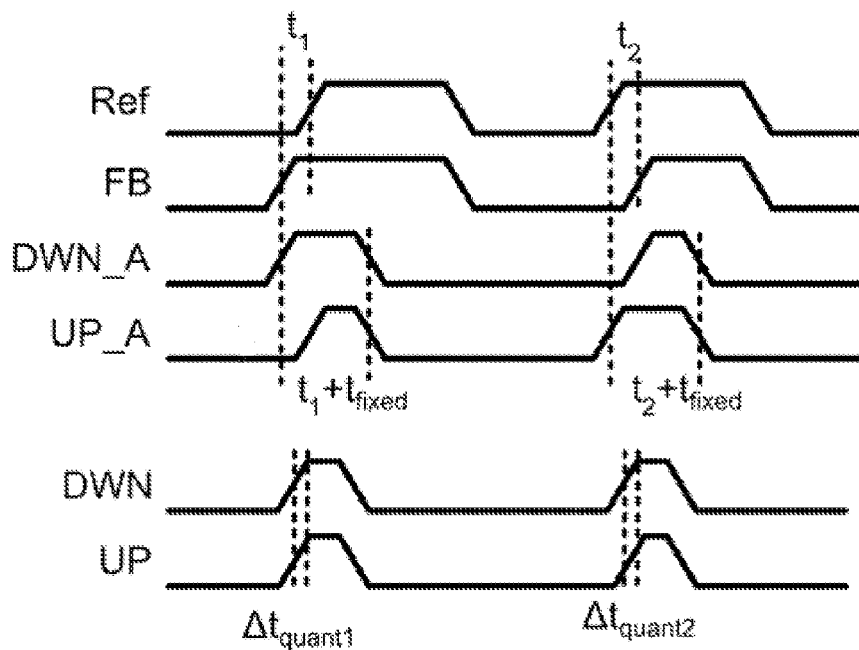 t1 t2
Ref
FB
DWN_A
UP_A
t1+tfixed t2+tfixed
DWN
UP
Δtquant1 Δtquant2